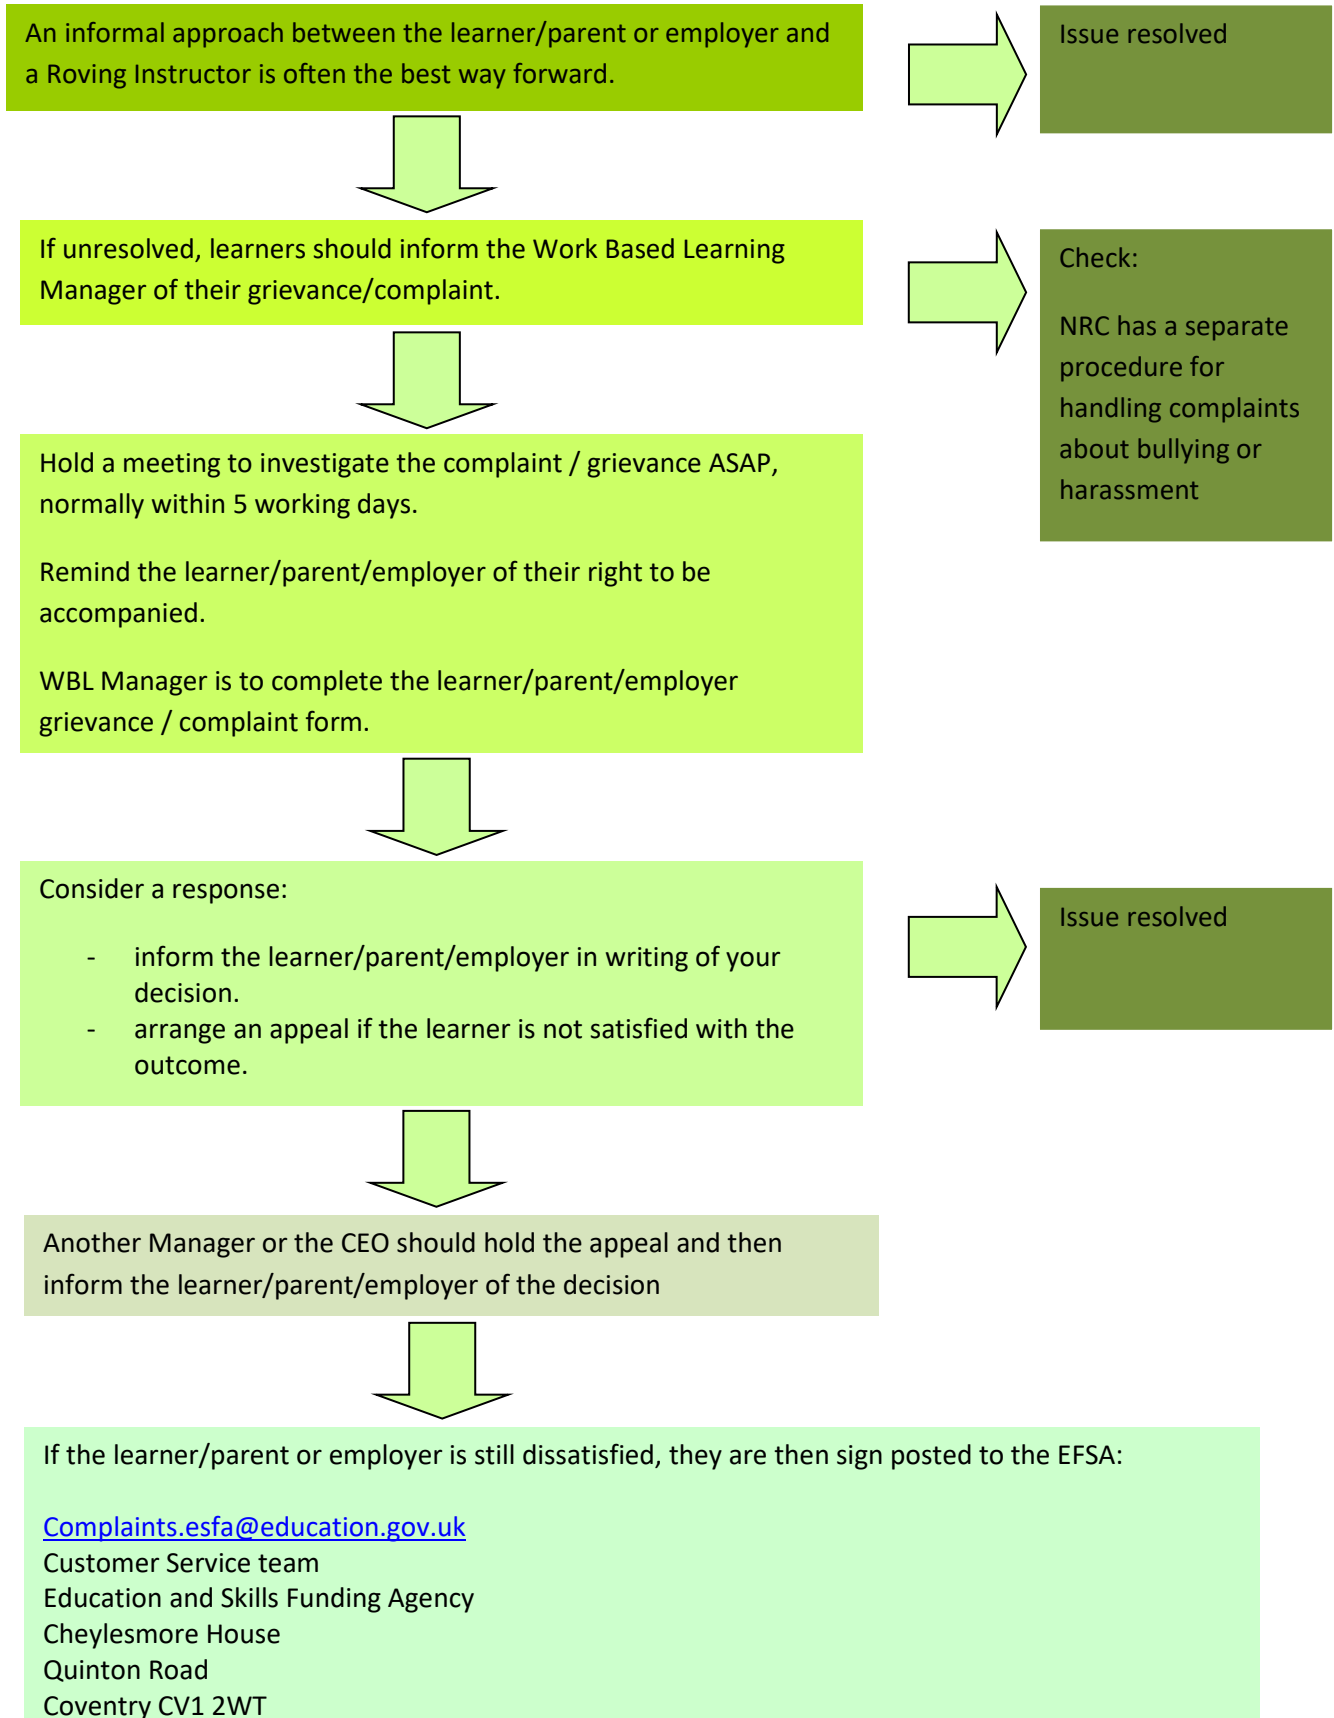 An informal approach between the learner/parent or employer and
a Roving Instructor is often the best way forward.
Issue resolved
If unresolved, learners should inform the Work Based Learning
Manager of their grievance/complaint.
Check:
NRC has a separate
procedure for
handling complaints
about bullying or
harassment
Hold a meeting to investigate the complaint / grievance ASAP,
normally within 5 working days.
Remind the learner/parent/employer of their right to be
accompanied.
WBL Manager is to complete the learner/parent/employer
grievance / complaint form.
Consider a response:
- inform the learner/parent/employer in writing of your
decision.
- arrange an appeal if the learner is not satisfied with the
outcome.
Issue resolved
Another Manager or the CEO should hold the appeal and then
inform the learner/parent/employer of the decision
If the learner/parent or employer is still dissatisfied, they are then sign posted to the EFSA:
Complaints.esfa@education.gov.uk
Customer Service team
Education and Skills Funding Agency
Cheylesmore House
Quinton Road
Coventry CV1 2WT